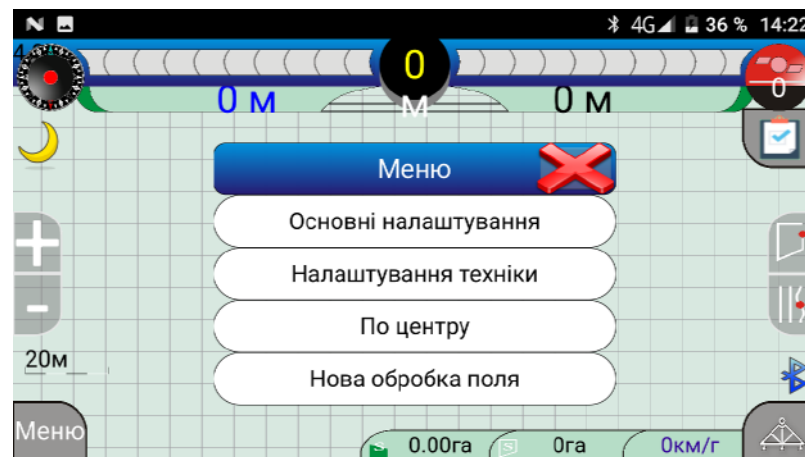 4G 36 % 14:22
0
0 м
м
0 м
0
Меню
Основні налаштування
Налаштування техніки
По центру
Нова обробка поля
+
-
20м
Меню
S 0.00га S 0га 0км/г